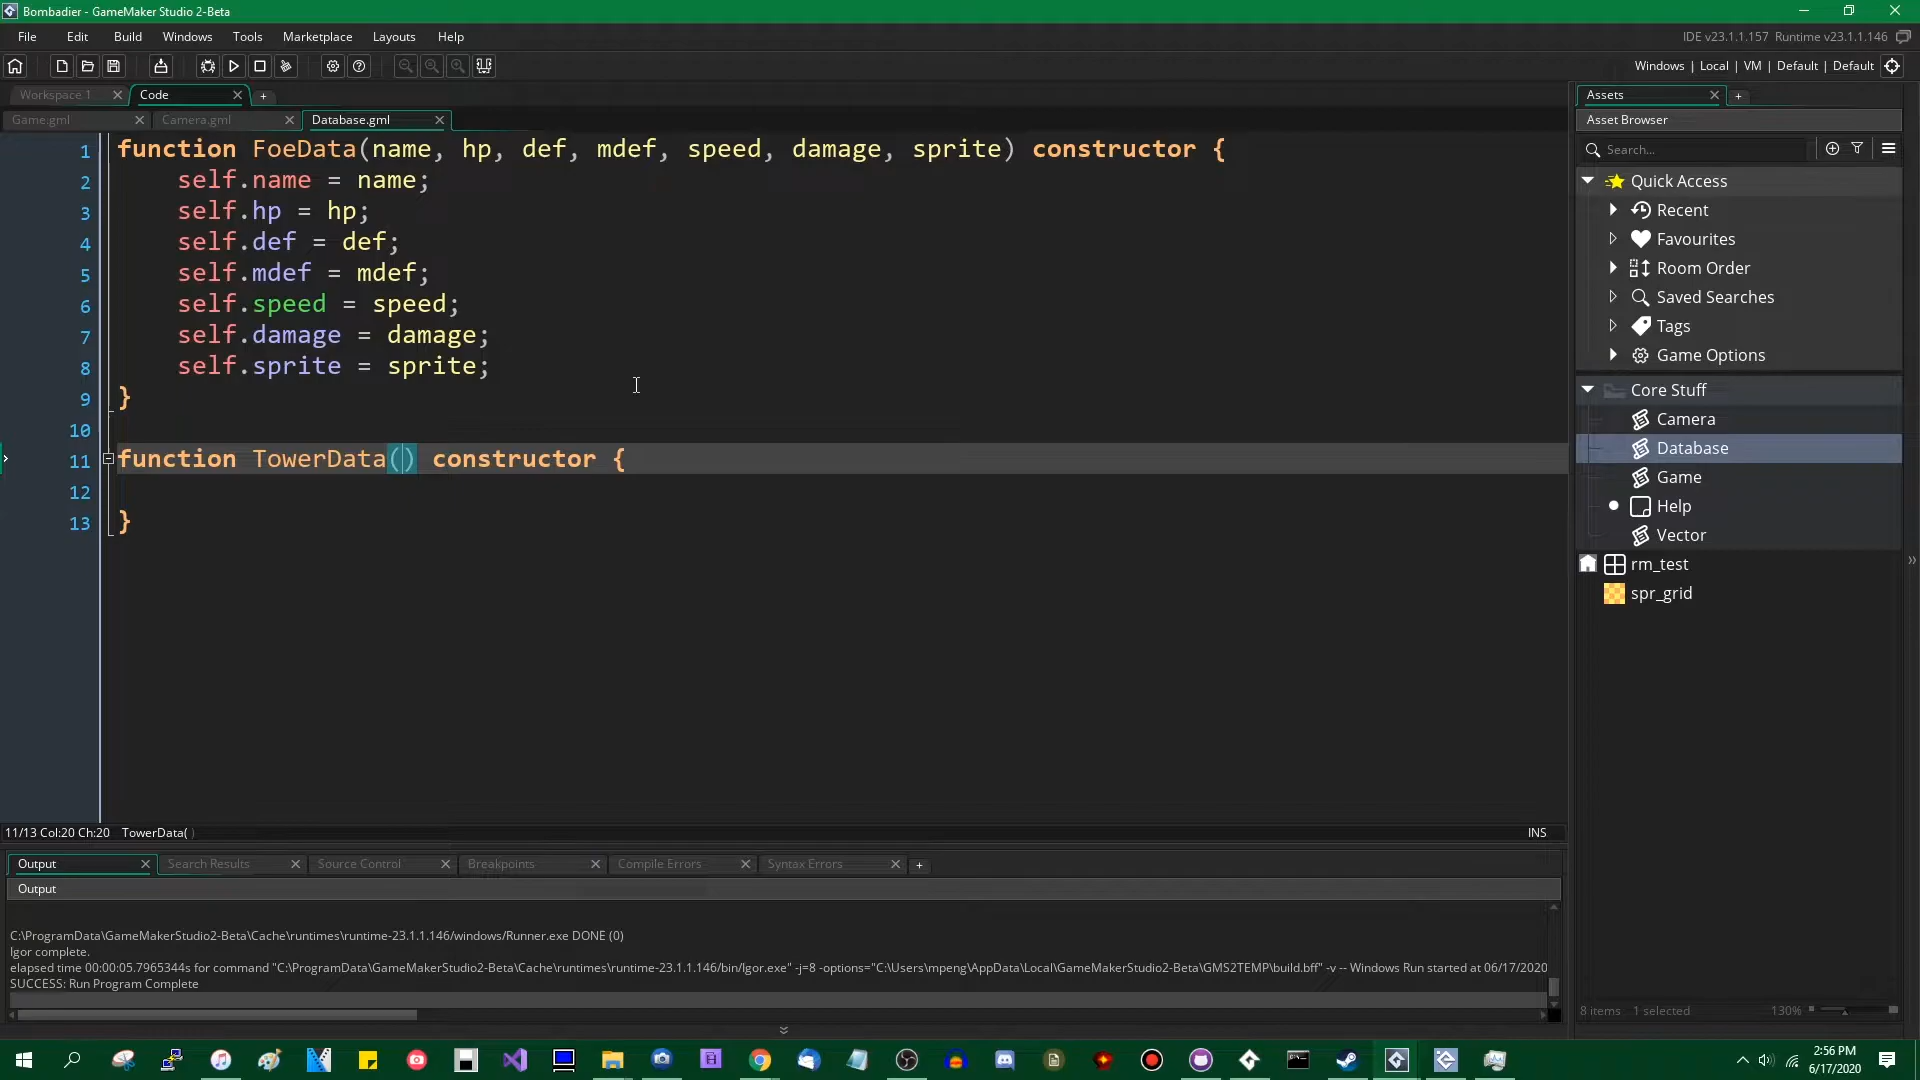 Bombadier - GameMaker Studio 2-Beta
File Edit Build Windows Tools Marketplace Layouts Help
IDE v23.1.1.157 Runtime v23.1.1.146
Windows | Local | VM | Default | Default
Workspace 1
Code
Assets
Game.gml
Camera.gml
Database.gml
Asset Browser
1 function FoeData(name, hp, def, mdef, speed, damage, sprite) constructor {
2 self.name = name;
3 self.hp = hp;
4 self.def = def;
5 self.mdef = mdef;
6 self.speed = speed;
7 self.damage = damage;
8 self.sprite = sprite;
9 }
10
11 function TowerData() constructor {
12
13 }
Search...
Quick Access
Recent
Favourites
Room Order
Saved Searches
Tags
Game Options
Core Stuff
Camera
Database
Game
Help
Vector
rm_test
spr_grid
11/13 Col:20 Ch:20 TowerData( )
INS
Output
Search Results
Source Control
Breakpoints
Compile Errors
Syntax Errors
Output
C:\ProgramData\GameMakerStudio2-Beta\Cache\runtimes\runtime-23.1.1.146/windows/Runner.exe DONE (0)
Igor complete.
elapsed time 00:00:05.7965344s for command "C:\ProgramData\GameMakerStudio2-Beta\Cache\runtimes\runtime-23.1.1.146/bin/Igor.exe" -j=8 -options="C:\Users\mpeng\AppData\Local\GameMakerStudio2-Beta\GMS2TEMP\build.bff" -v -- Windows Run started at 06/17/2020
SUCCESS: Run Program Complete
8 items 1 selected
130%
2:56 PM
6/17/2020